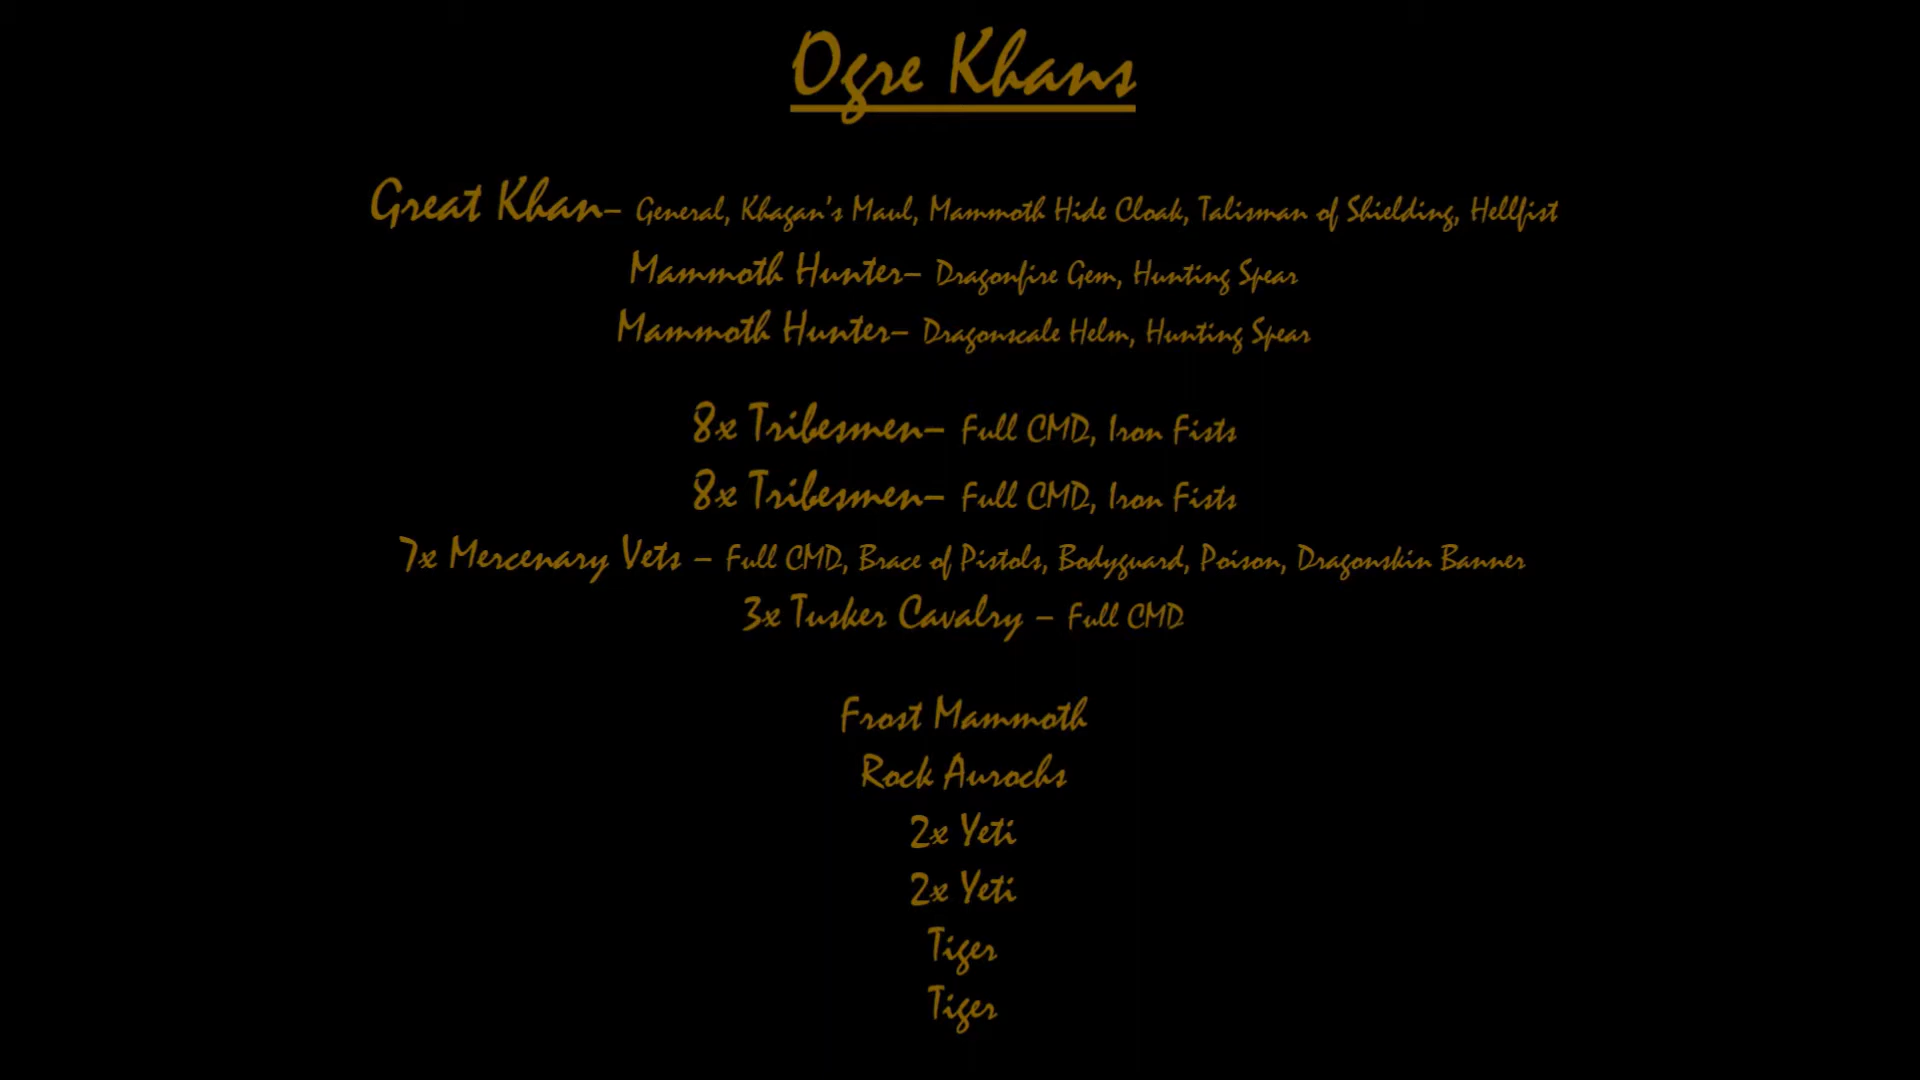 Ogre Khans
Great Khan– General, Khagan's Maul, Mammoth Hide Cloak, Talisman of Shielding, Hellfist
Mammoth Hunter– Dragonfire Gem, Hunting Spear
Mammoth Hunter– Dragonscale Helm, Hunting Spear
8x Tribesmen– Full CMD, Iron Fists
8x Tribesmen– Full CMD, Iron Fists
7x Mercenary Vets – Full CMD, Brace of Pistols, Bodyguard, Poison, Dragonskin Banner
3x Tusker Cavalry – Full CMD
Frost Mammoth
Rock Aurochs
2x Yeti
2x Yeti
Tiger
Tiger